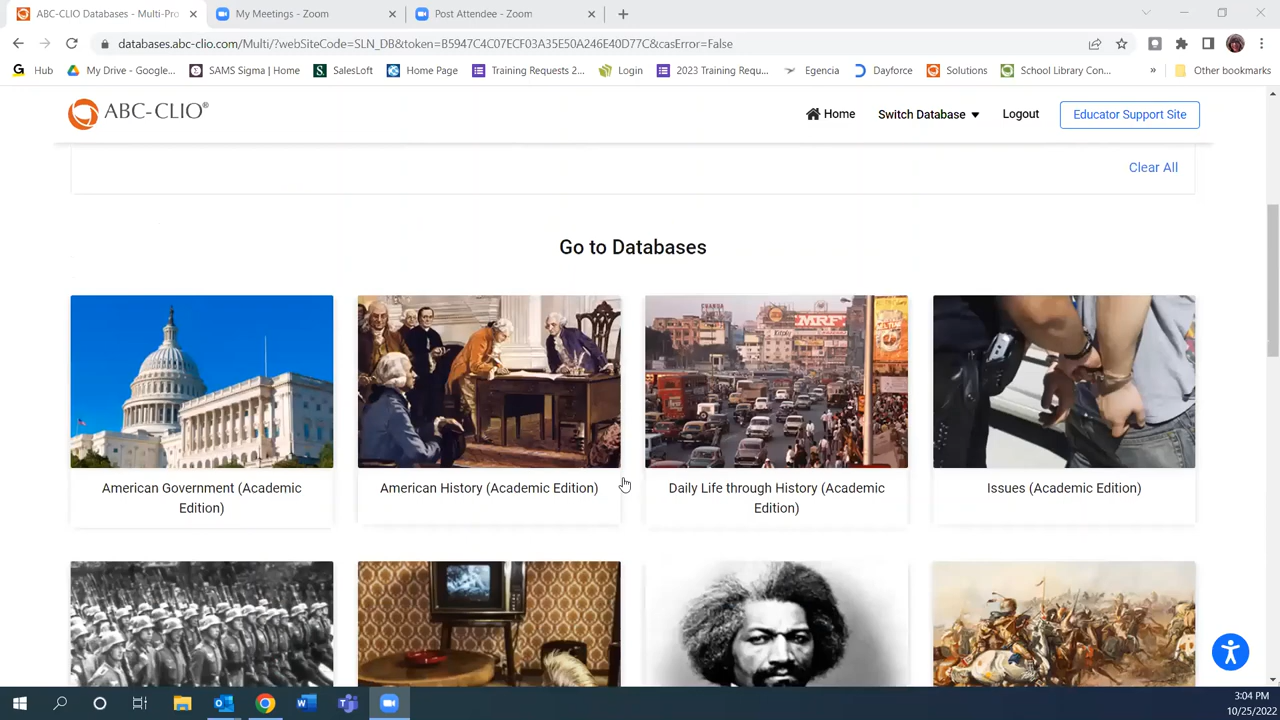 ABC-CLIO Databases - Multi-Pro
My Meetings - Zoom
Post Attendee - Zoom
databases.abc-clio.com/Multi/?webSiteCode=SLN_DB&token=B5947C4C07ECF03A35E50A246E40D77C&casError=False
Hub
My Drive - Google...
SAMS Sigma | Home
SalesLoft
Home Page
Training Requests 2...
Login
2023 Training Requ...
Egencia
Dayforce
Solutions
School Library Con...
»
Other bookmarks
ABC-CLIO®
Home
Switch Database
Logout
Educator Support Site
Clear All
Go to Databases
American Government (Academic
Edition)
American History (Academic Edition)
Daily Life through History (Academic
Edition)
Issues (Academic Edition)
3:04 PM
10/25/2022